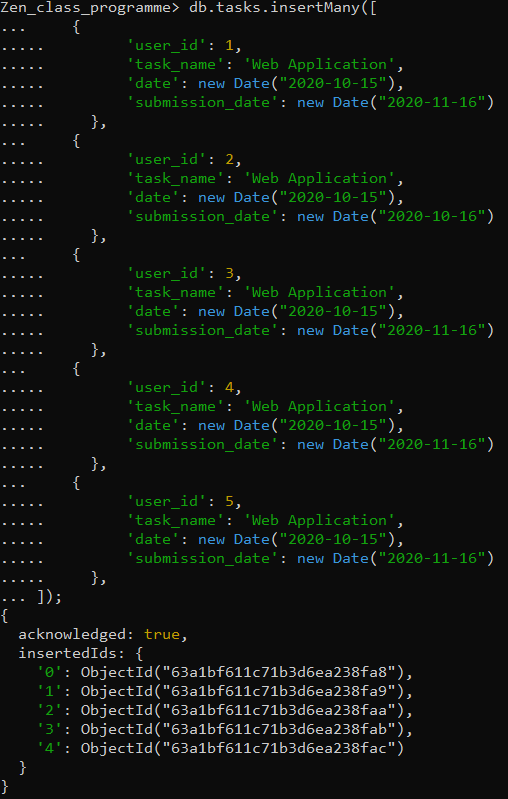 Zen_class_programme> db.tasks.insertMany([
...      {
.....          'user_id': 1,
.....          'task_name': 'Web Application',
.....          'date': new Date("2020-10-15"),
.....          'submission_date': new Date("2020-11-16")
.....      },
...      {
.....          'user_id': 2,
.....          'task_name': 'Web Application',
.....          'date': new Date("2020-10-15"),
.....          'submission_date': new Date("2020-10-16")
.....      },
...      {
.....          'user_id': 3,
.....          'task_name': 'Web Application',
.....          'date': new Date("2020-10-15"),
.....          'submission_date': new Date("2020-11-16")
.....      },
...      {
.....          'user_id': 4,
.....          'task_name': 'Web Application',
.....          'date': new Date("2020-10-15"),
.....          'submission_date': new Date("2020-11-16")
.....      },
...      {
.....          'user_id': 5,
.....          'task_name': 'Web Application',
.....          'date': new Date("2020-10-15"),
.....          'submission_date': new Date("2020-11-16")
.....      },
... ]);
{
  acknowledged: true,
  insertedIds: {
    '0': ObjectId("63a1bf611c71b3d6ea238fa8"),
    '1': ObjectId("63a1bf611c71b3d6ea238fa9"),
    '2': ObjectId("63a1bf611c71b3d6ea238faa"),
    '3': ObjectId("63a1bf611c71b3d6ea238fab"),
    '4': ObjectId("63a1bf611c71b3d6ea238fac")
  }
}